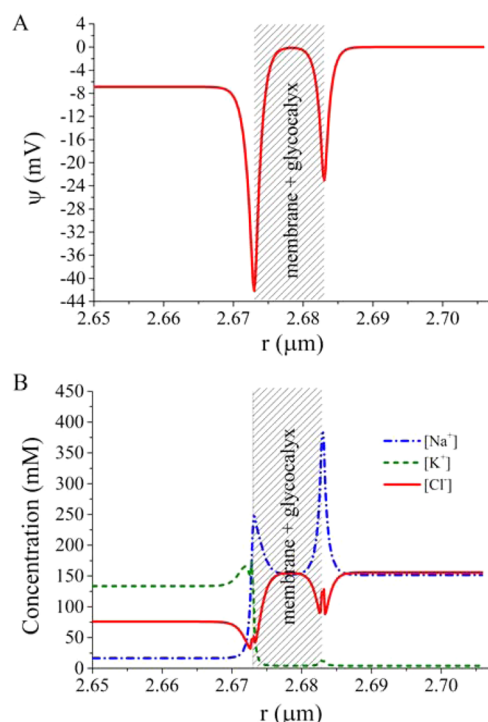 A
4
0
-4
-8
-12
-16
-20
-24
-28
-32
-36
-40
-44
ψ (mV)
membrane + glycocalyx
2.65 2.66 2.67 2.68 2.69 2.70
r (μm)
B
450
400
350
300
250
200
150
100
50
0
Concentration (mM)
membrane + glycocalyx
[Na⁺]
[K⁺]
[Cl⁻]
2.65 2.66 2.67 2.68 2.69 2.70
r (μm)